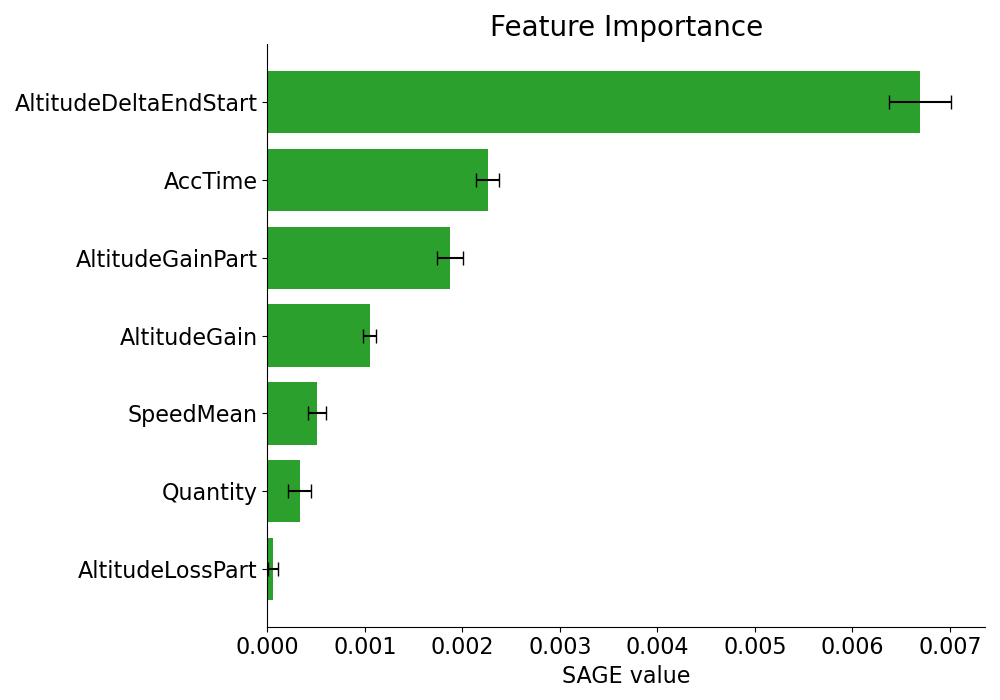 Feature Importance
AltitudeDeltaEndStart
AccTime
AltitudeGainPart
AltitudeGain
SpeedMean
Quantity
AltitudeLossPart
0.000 0.001 0.002 0.003 0.004 0.005 0.006 0.007
SAGE value